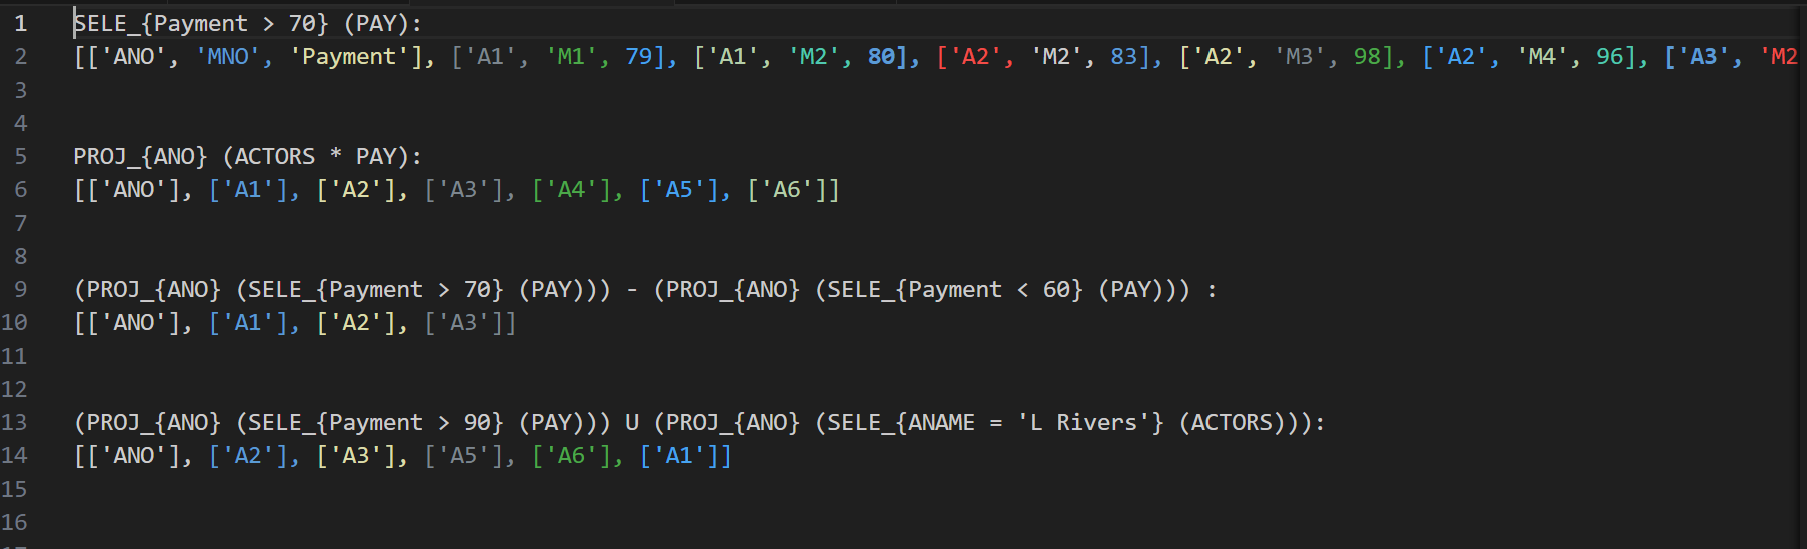 1 SELE_{Payment > 70} (PAY):
2 [['ANO', 'MNO', 'Payment'], ['A1', 'M1', 79], ['A1', 'M2', 80], ['A2', 'M2', 83], ['A2', 'M3', 98], ['A2', 'M4', 96], ['A3', 'M2
3
4
5 PROJ_{ANO} (ACTORS * PAY):
6 [['ANO'], ['A1'], ['A2'], ['A3'], ['A4'], ['A5'], ['A6']]
7
8
9 (PROJ_{ANO} (SELE_{Payment > 70} (PAY))) - (PROJ_{ANO} (SELE_{Payment < 60} (PAY))) :
10 [['ANO'], ['A1'], ['A2'], ['A3']]
11
12
13 (PROJ_{ANO} (SELE_{Payment > 90} (PAY))) U (PROJ_{ANO} (SELE_{ANAME = 'L Rivers'} (ACTORS))):
14 [['ANO'], ['A2'], ['A3'], ['A5'], ['A6'], ['A1']]
15
16